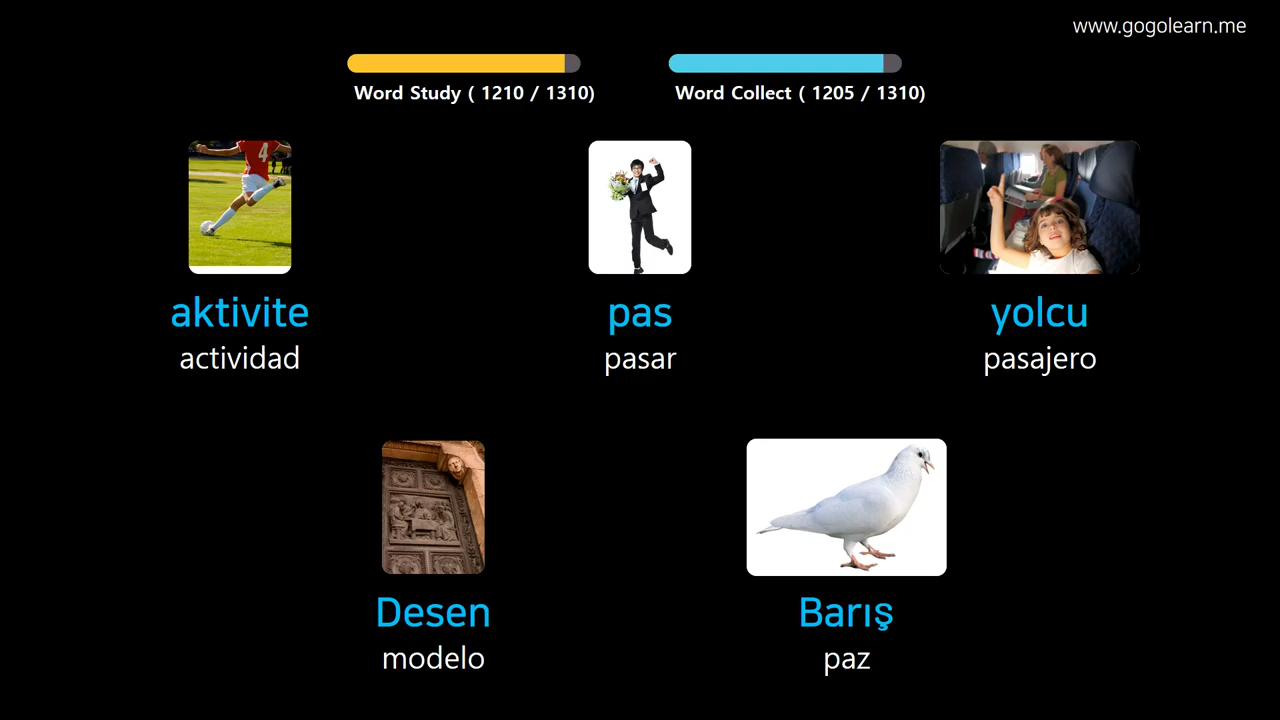 www.gogolearn.me
Word Study ( 1210 / 1310)
Word Collect ( 1205 / 1310)
aktivite
actividad
pas
pasar
yolcu
pasajero
Desen
modelo
Barış
paz